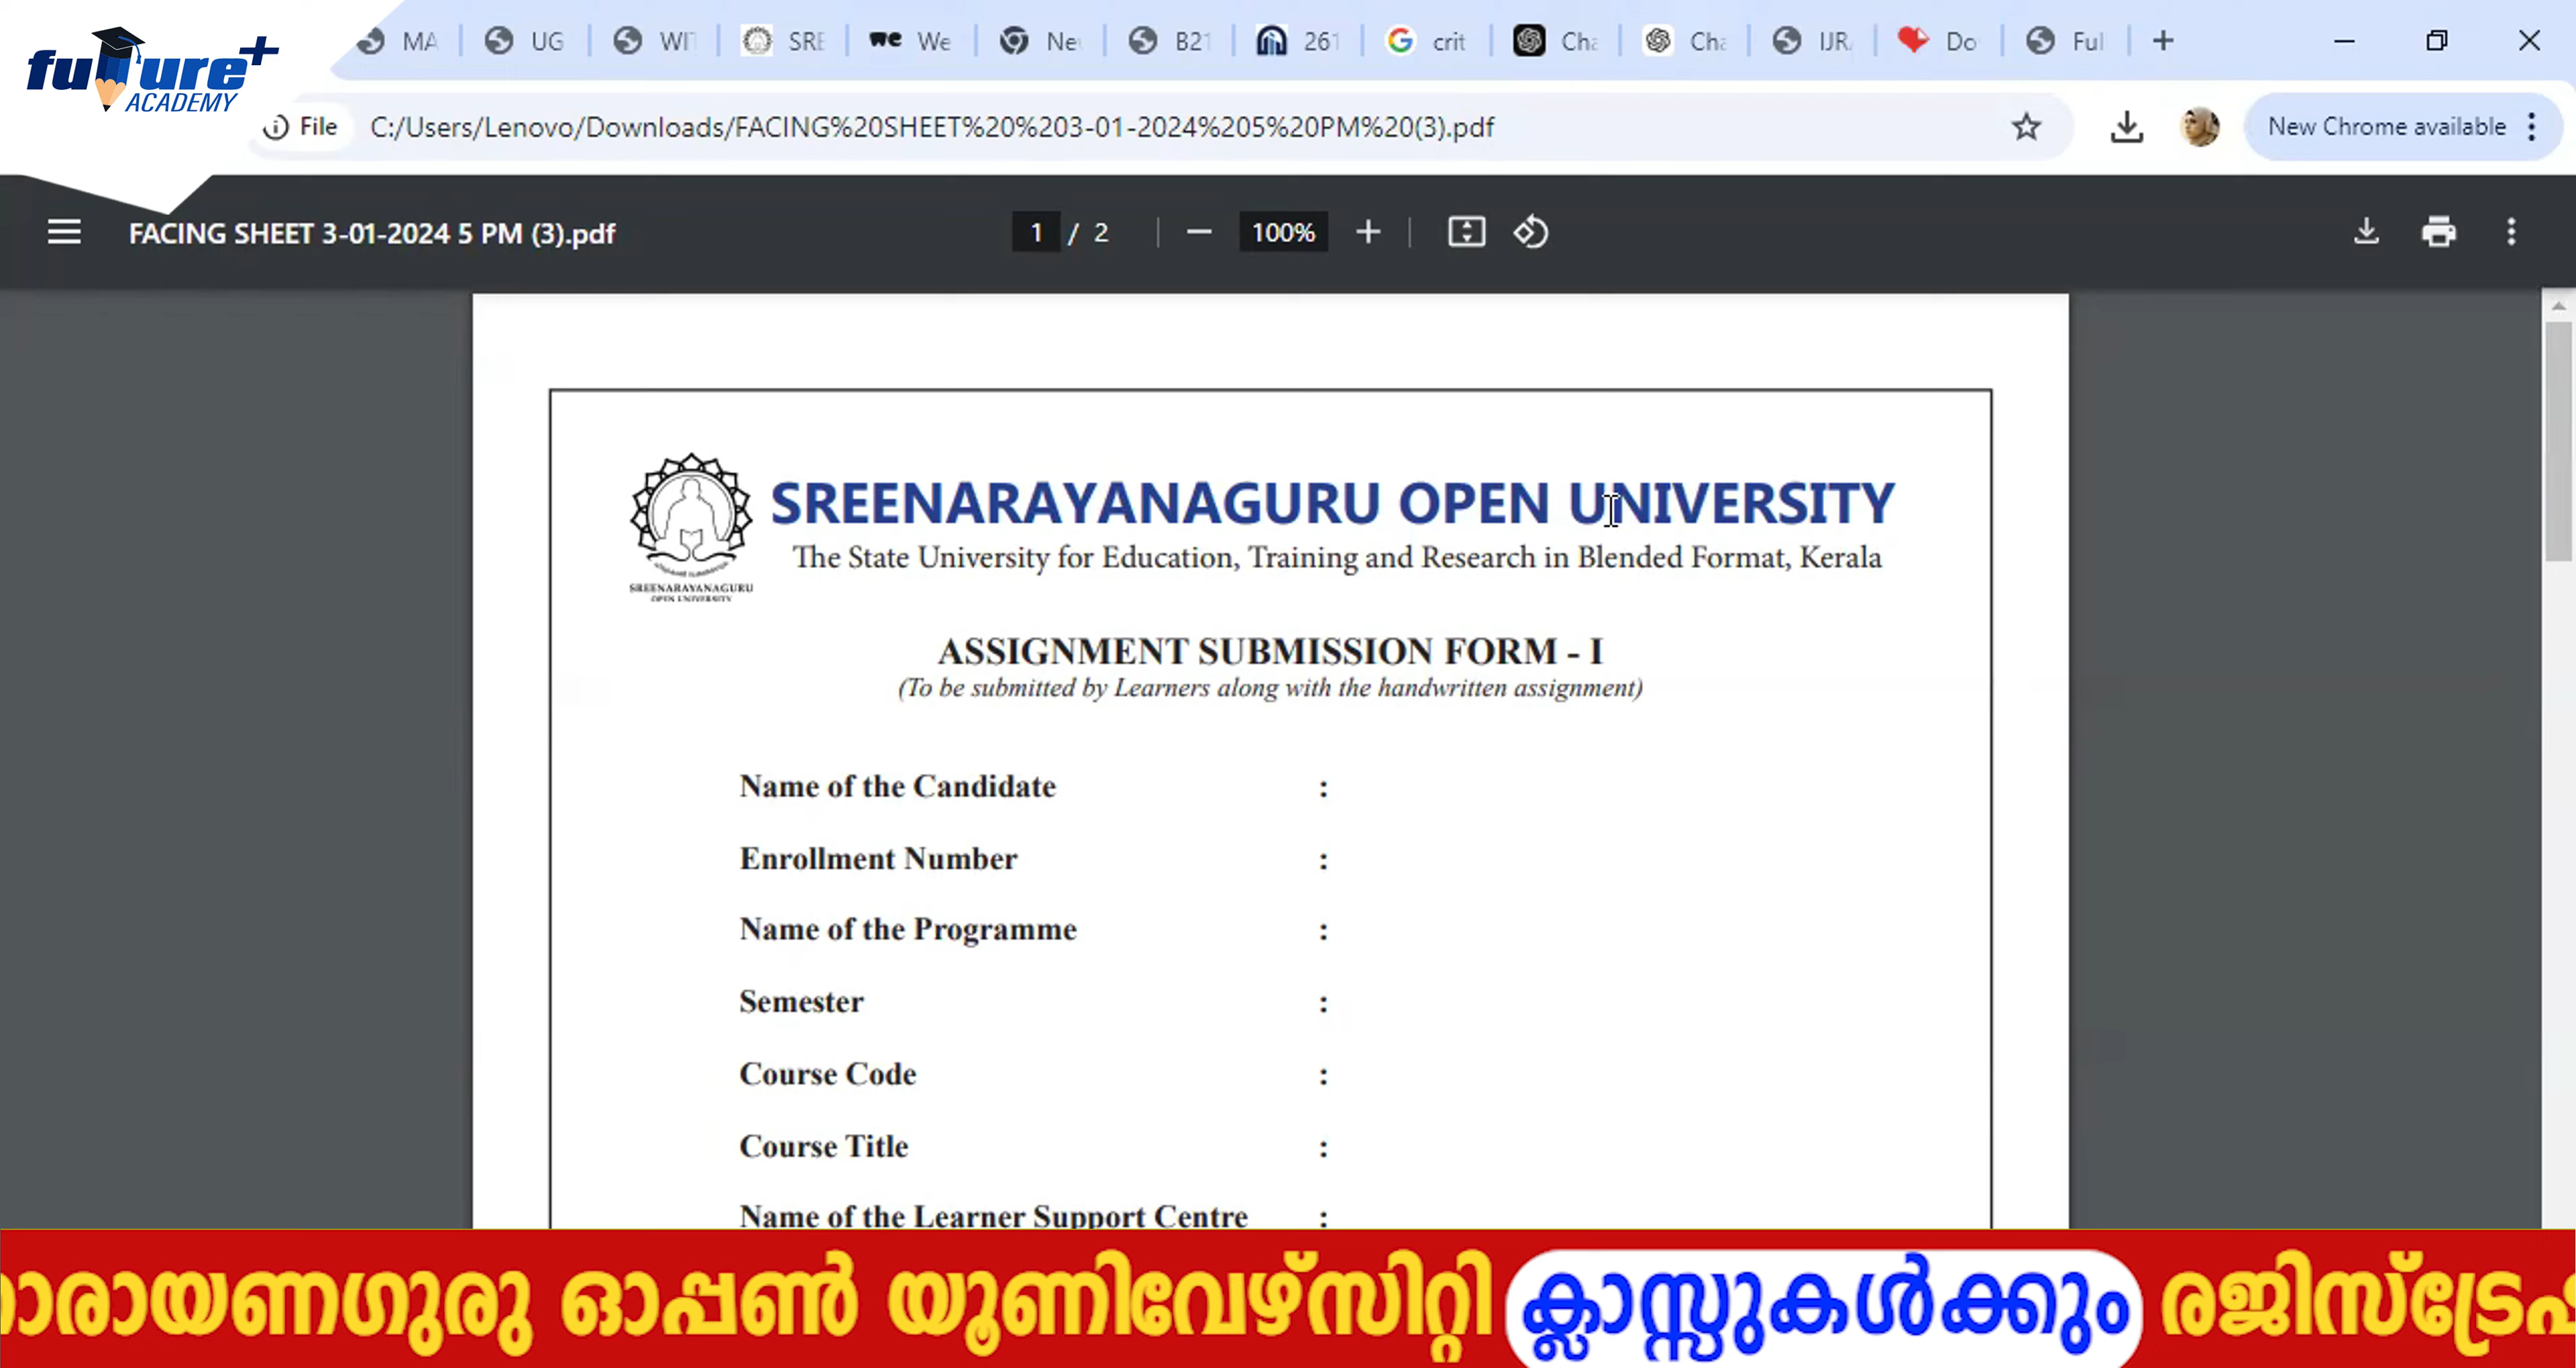 future+
ACADEMY
MA
UG
WI
SRE
we We
Ne
B21
261
crit
Cha
Cha
IJR
Do
Ful
File
C:/Users/Lenovo/Downloads/FACING%20SHEET%20%203-01-2024%205%20PM%20(3).pdf
New Chrome available
FACING SHEET 3-01-2024 5 PM (3).pdf
1 / 2
100%
SREENARAYANAGURU OPEN UNIVERSITY
The State University for Education, Training and Research in Blended Format, Kerala
SREENARAYANAGURU
OPEN UNIVERSITY
ASSIGNMENT SUBMISSION FORM - I
(To be submitted by Learners along with the handwritten assignment)
Name of the Candidate :
Enrollment Number :
Name of the Programme :
Semester :
Course Code :
Course Title :
Name of the Learner Support Centre :
ാരായണഗുരു ഓപ്പൺ യൂണിവേഴ്സിറ്റി ക്ലാസ്സുകൾക്കും രജിസ്ട്രേ